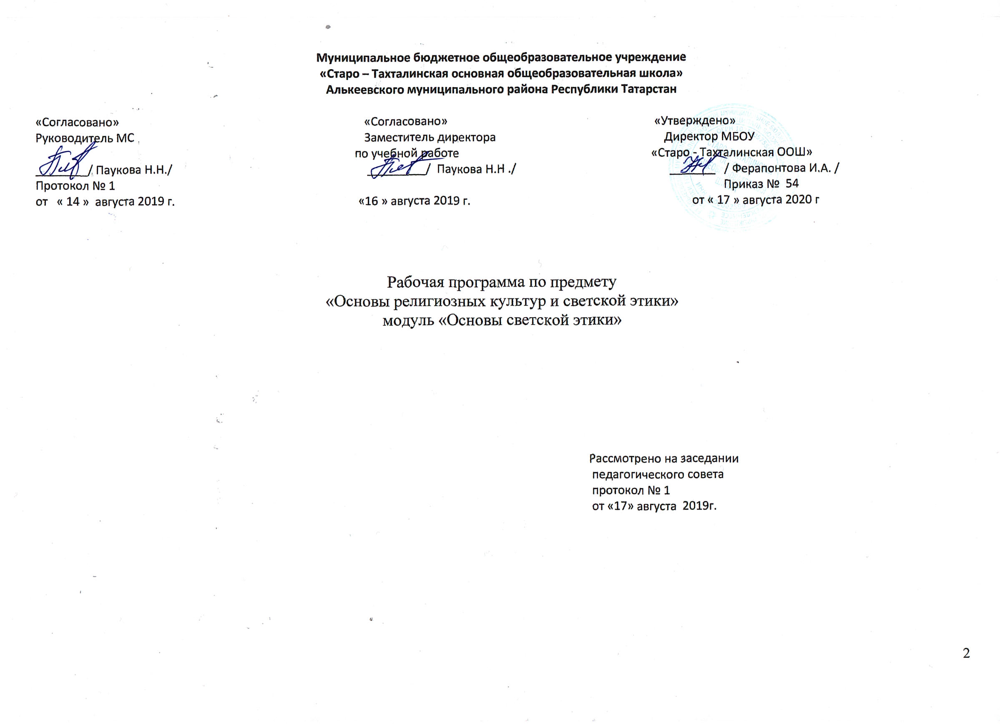 Муниципальное бюджетное общеобразовательное учреждение
«Старо – Тахталинская основная общеобразовательная школа»
Алькеевского муниципального района Республики Татарстан
«Согласовано»
Руководитель МС
/ Паукова Н.Н./
Протокол № 1
от « 14 » августа 2019 г.
«Согласовано»
Заместитель директора
по учебной работе
/ Паукова Н.Н ./
«16 » августа 2019 г.
«Утверждено»
Директор МБОУ
«Старо - Тахталинская ООШ»
/ Ферапонтова И.А. /
Приказ № 54
от « 17 » августа 2020 г
Рабочая программа по предмету
«Основы религиозных культур и светской этики»
модуль «Основы светской этики»
Рассмотрено на заседании
педагогического совета
протокол № 1
от «17» августа 2019г.
2